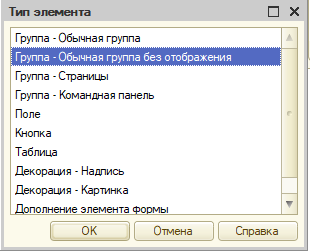 Тип элемента
Группа - Обычная группа
Группа - Обычная группа без отображения
Группа - Страницы
Группа - Командная панель
Поле
Кнопка
Таблица
Декорация - Надпись
Декорация - Картинка
Дополнение элемента формы
ОК
Отмена
Справка